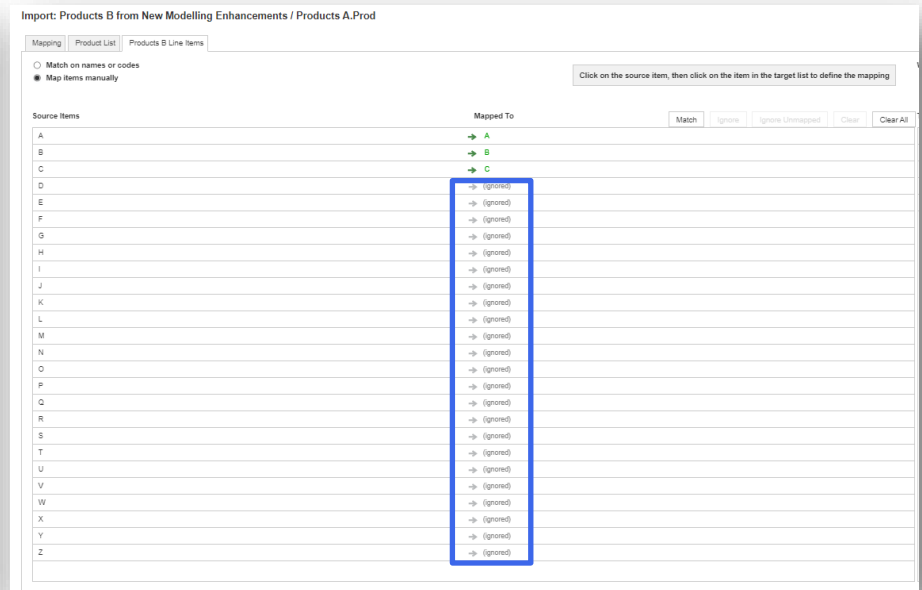 Import: Products B from New Modelling Enhancements / Products A.Prod
Mapping Product List Products B Line Items
Match on names or codes
Map items manually
Click on the source item, then click on the item in the target list to define the mapping
Source Items Mapped To Match Ignore Ignore Unmapped Clear Clear All
A A
B B
C C
D (ignored)
E (ignored)
F (ignored)
G (ignored)
H (ignored)
I (ignored)
J (ignored)
K (ignored)
L (ignored)
M (ignored)
N (ignored)
O (ignored)
P (ignored)
Q (ignored)
R (ignored)
S (ignored)
T (ignored)
U (ignored)
V (ignored)
W (ignored)
X (ignored)
Y (ignored)
Z (ignored)